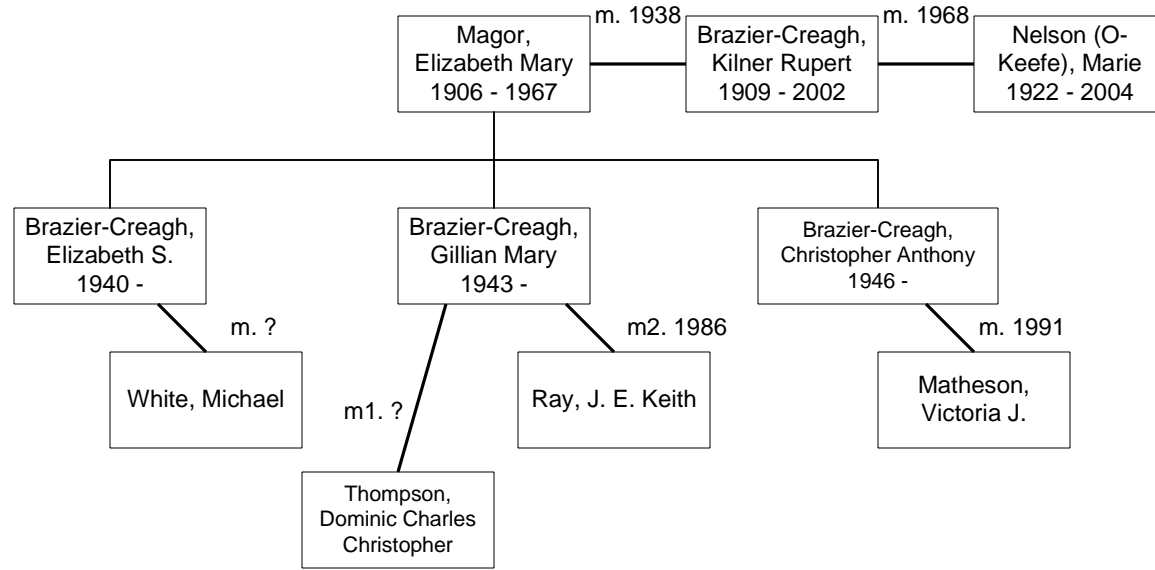 m. 1938
m. 1968
Magor,
Elizabeth Mary
1906 - 1967
Brazier-Creagh,
Kilner Rupert
1909 - 2002
Nelson (O-
Keefe), Marie
1922 - 2004
Brazier-Creagh,
Elizabeth S.
1940 -
Brazier-Creagh,
Gillian Mary
1943 -
Brazier-Creagh,
Christopher Anthony
1946 -
m. ?
m2. 1986
m. 1991
White, Michael
m1. ?
Ray, J. E. Keith
Matheson,
Victoria J.
Thompson,
Dominic Charles
Christopher